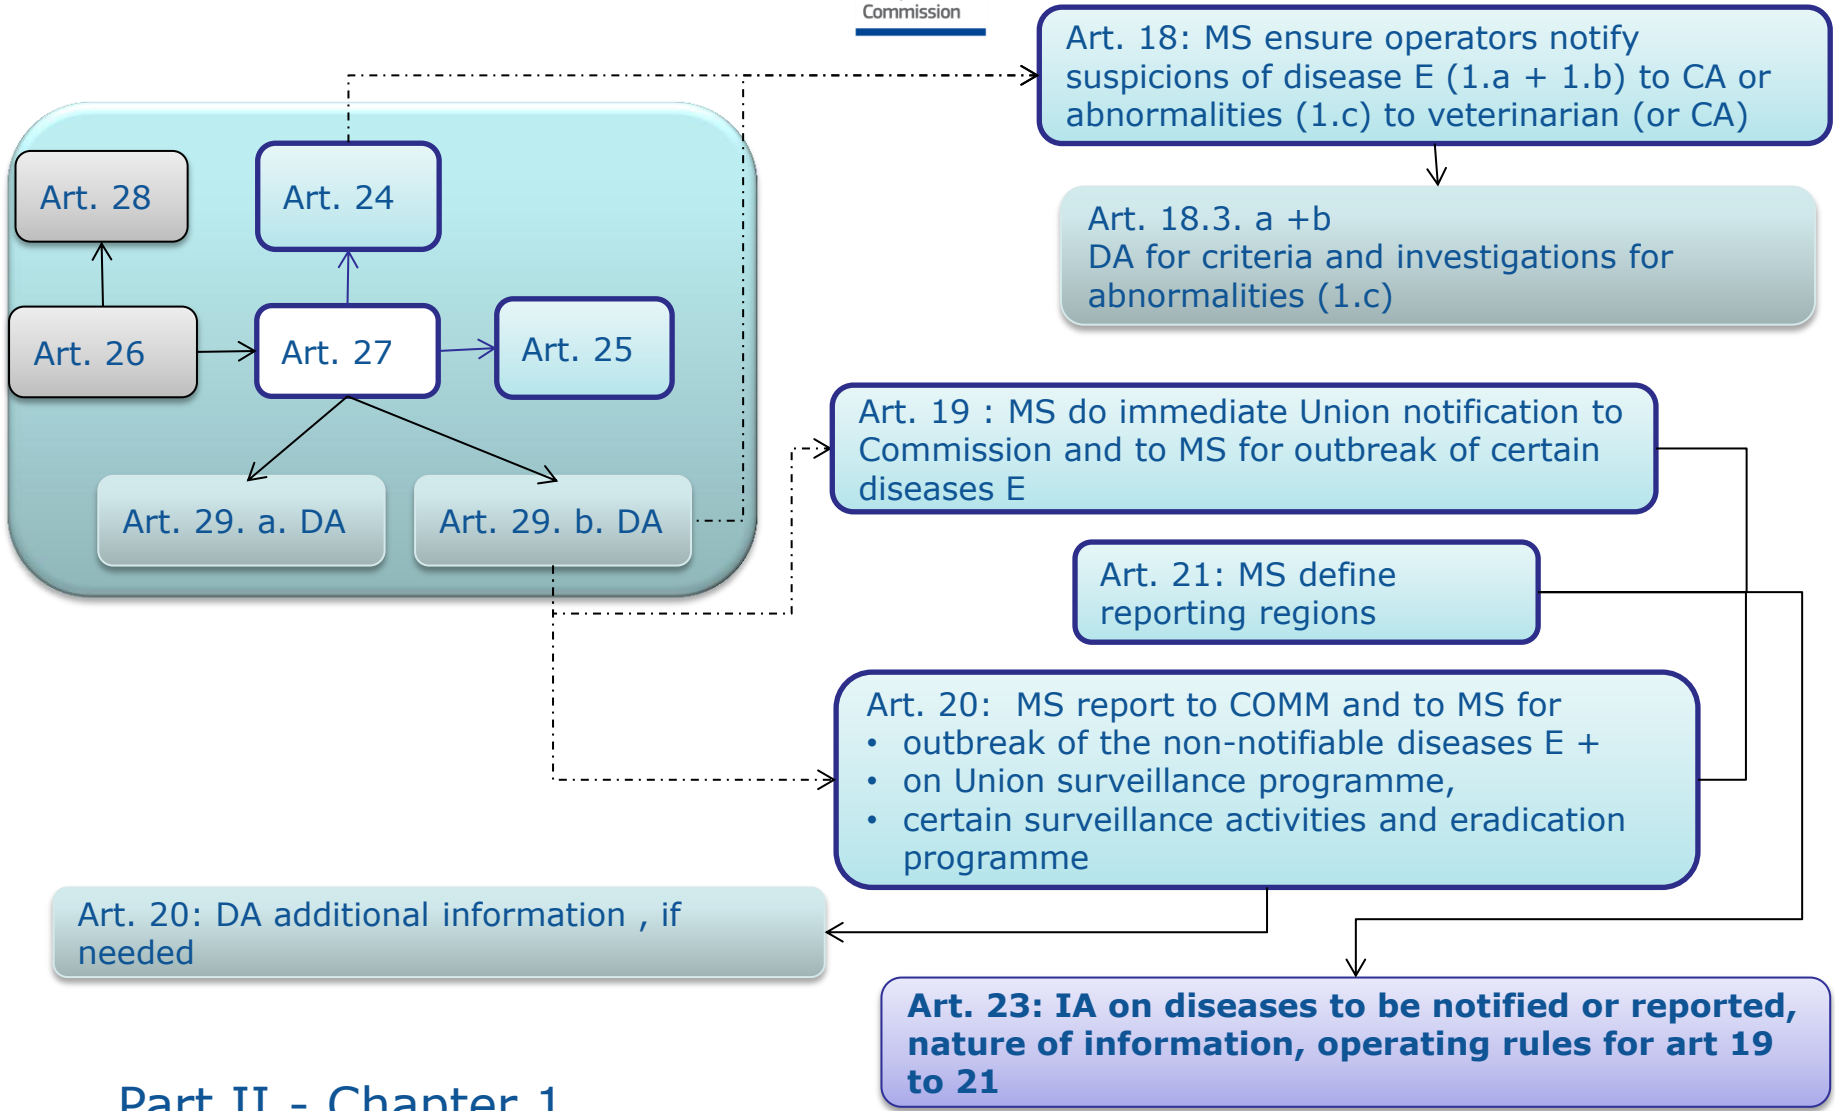 Commission
Art. 18: MS ensure operators notify
suspicions of disease E (1.a + 1.b) to CA or
abnormalities (1.c) to veterinarian (or CA)
Art. 28
Art. 24
Art. 18.3. a +b
DA for criteria and investigations for
abnormalities (1.c)
Art. 26
Art. 27
Art. 25
Art. 19 : MS do immediate Union notification to
Commission and to MS for outbreak of certain
diseases E
Art. 29. a. DA
Art. 29. b. DA
Art. 21: MS define
reporting regions
Art. 20: MS report to COMM and to MS for
• outbreak of the non-notifiable diseases E +
• on Union surveillance programme,
• certain surveillance activities and eradication
programme
Art. 20: DA additional information , if
needed
Art. 23: IA on diseases to be notified or reported,
nature of information, operating rules for art 19
to 21
Part II - Chapter 1